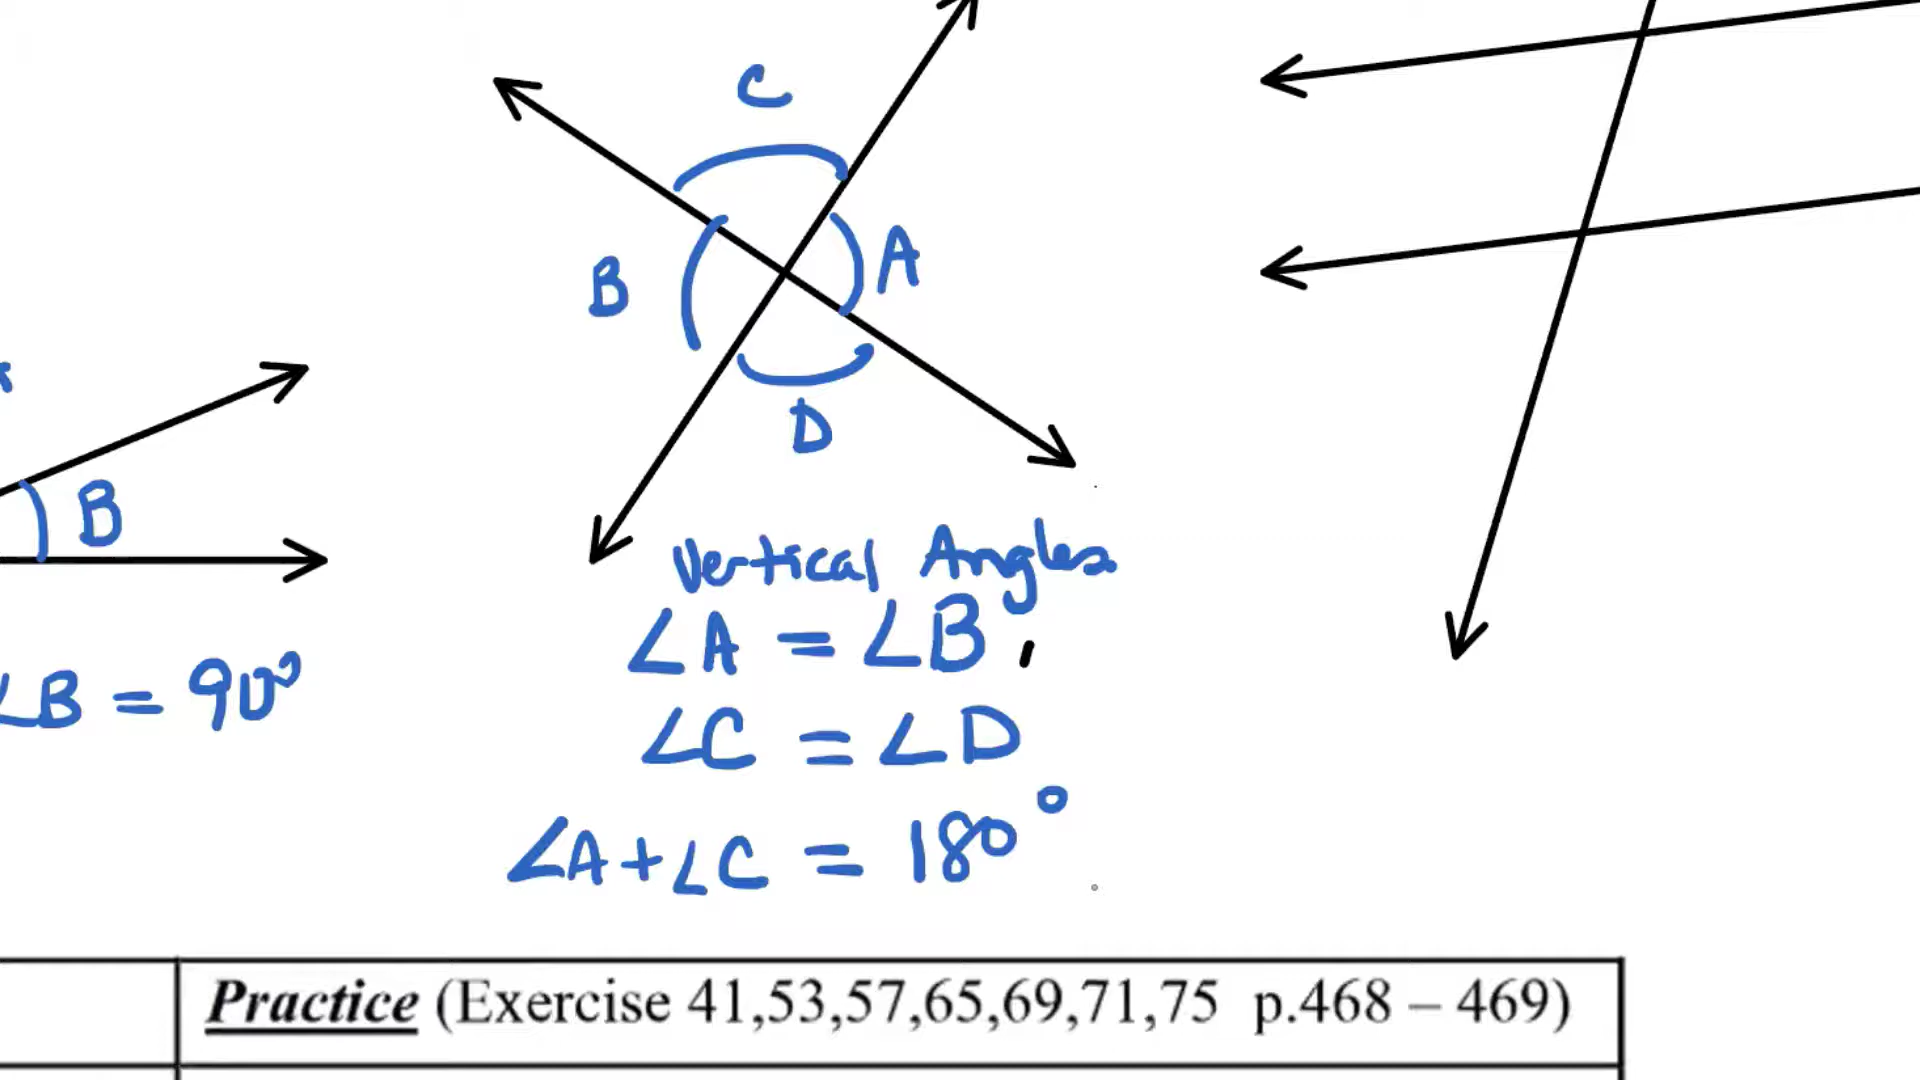 C
A
B
D
B
Vertical Angles
∠A = ∠B
∠B = 90°
∠C = ∠D
∠A+∠C = 180°
Practice (Exercise 41,53,57,65,69,71,75 p.468 – 469)